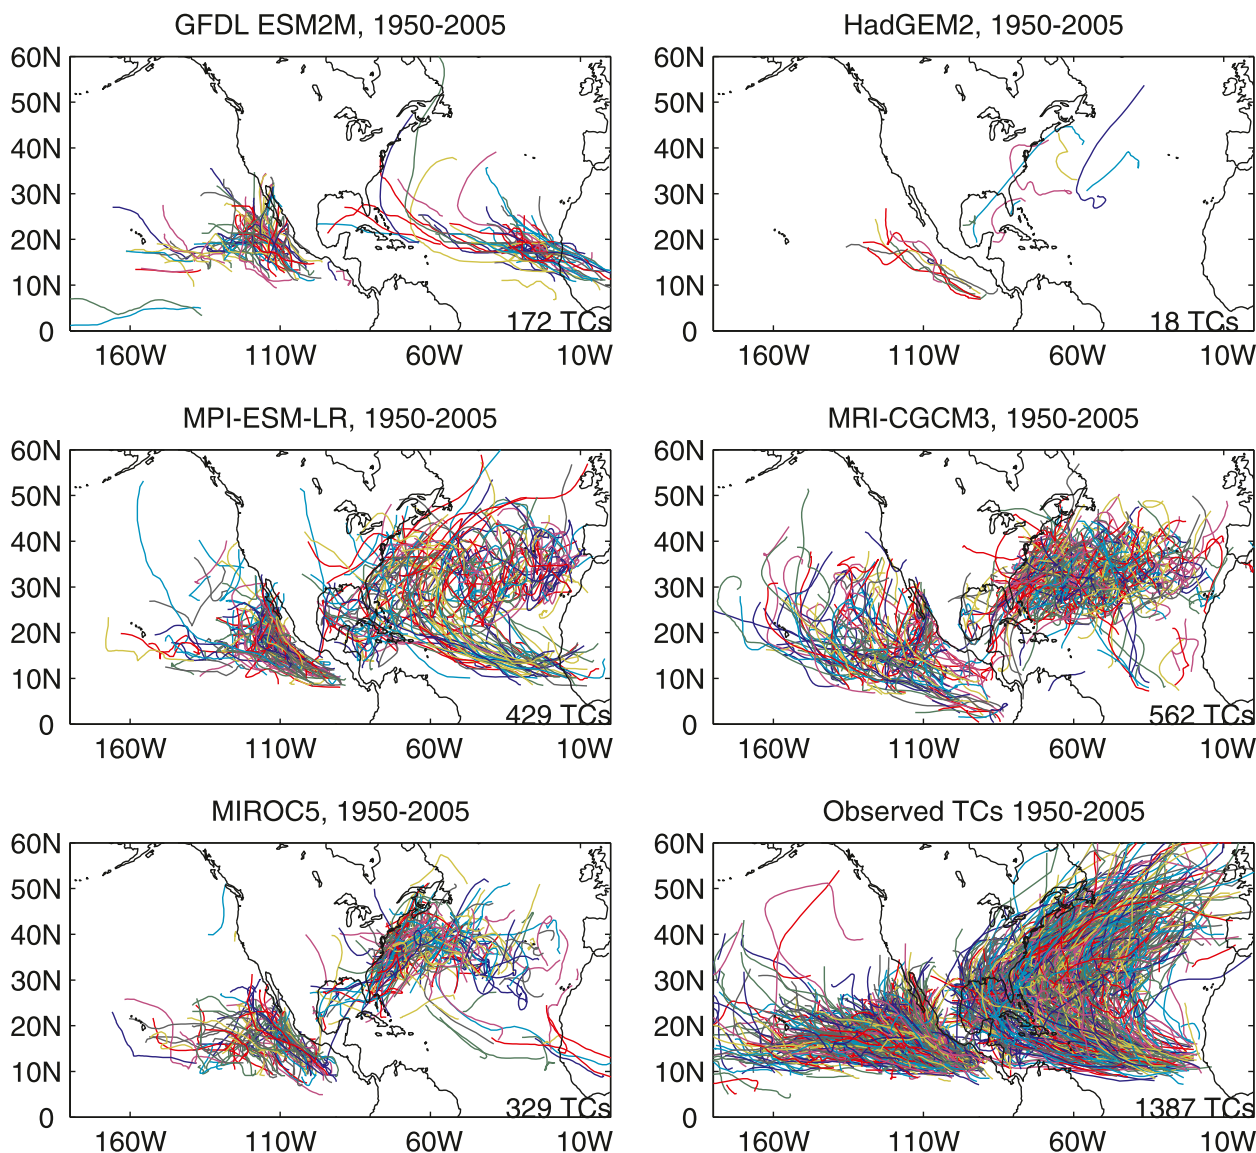 GFDL ESM2M, 1950-2005
60N
50N
40N
30N
20N
10N
0
172 TCs
160W 110W 60W 10W
HadGEM2, 1950-2005
60N
50N
40N
30N
20N
10N
0
18 TCs
160W 110W 60W 10W
MPI-ESM-LR, 1950-2005
60N
50N
40N
30N
20N
10N
0
429 TCs
160W 110W 60W 10W
MRI-CGCM3, 1950-2005
60N
50N
40N
30N
20N
10N
0
562 TCs
160W 110W 60W 10W
MIROC5, 1950-2005
60N
50N
40N
30N
20N
10N
0
329 TCs
160W 110W 60W 10W
Observed TCs 1950-2005
60N
50N
40N
30N
20N
10N
0
1387 TCs
160W 110W 60W 10W